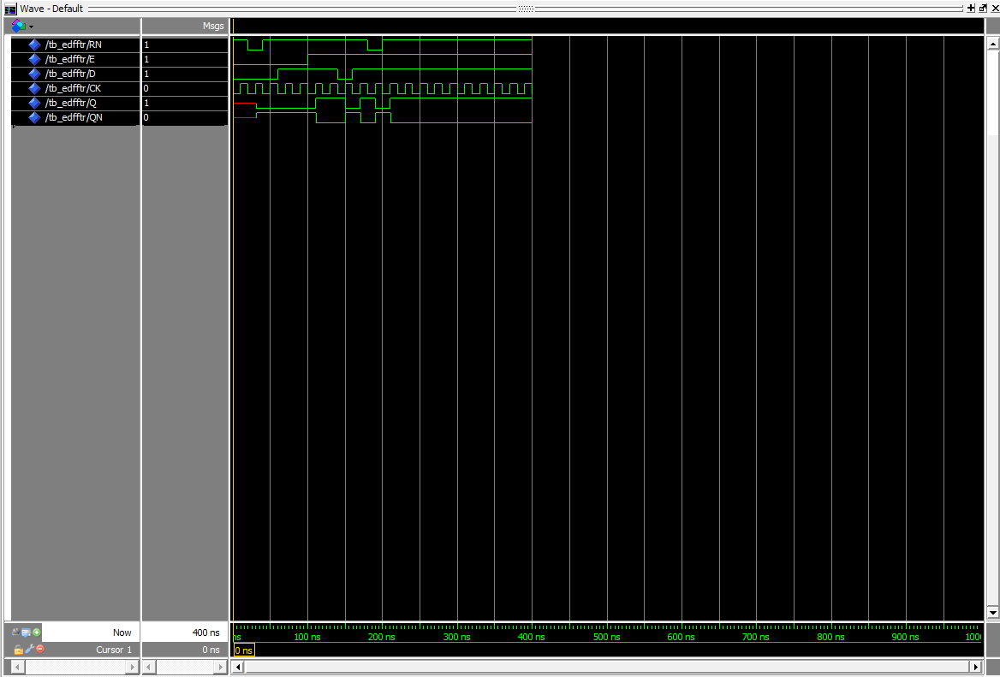 Wave - Default
Msgs
/tb_edfftr/RN 1
/tb_edfftr/E 1
/tb_edfftr/D 1
/tb_edfftr/CK 0
/tb_edfftr/Q 1
/tb_edfftr/QN 0
Now 400 ns ns 100 ns 200 ns 300 ns 400 ns 500 ns 600 ns 700 ns 800 ns 900 ns 1000
Cursor 1 0 ns 0 ns